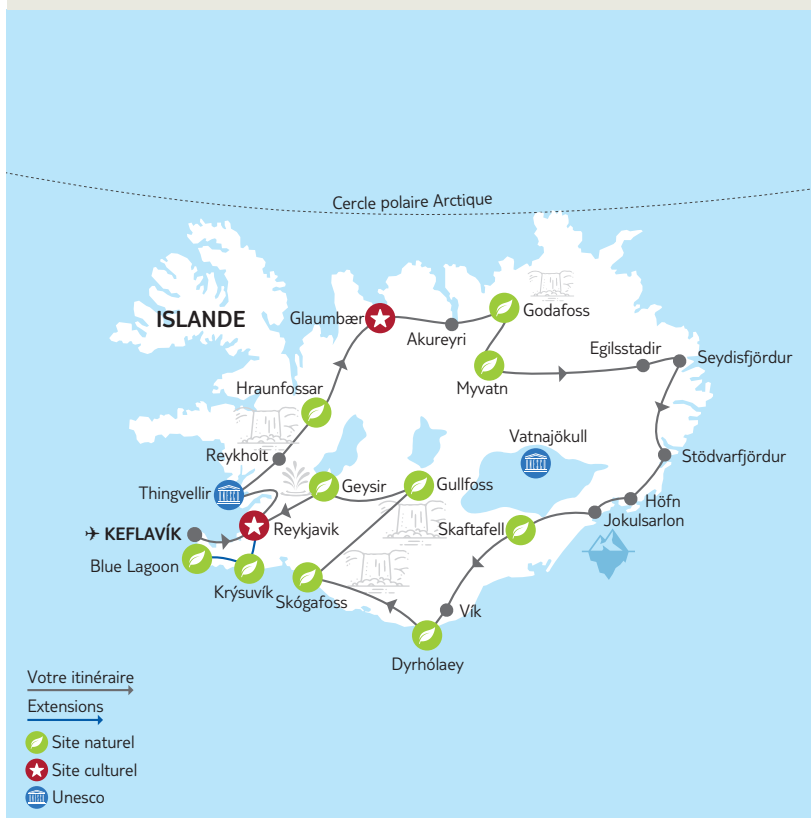 Cercle polaire Arctique
ISLANDE
Glaumbær
Akureyri
Godafoss
Egilsstadir
Seydisfjördur
Myvatn
Hraunfossar
Vatnajökull
Reykholt
Stödvarfjördur
Thingvellir
Geysir
Gullfoss
Höfn
Jokulsarlon
KEFLAVÍK
Reykjavik
Skaftafell
Blue Lagoon
Krýsuvík
Skógafoss
Vík
Dyrhólaey
Votre itinéraire
Extensions
Site naturel
Site culturel
Unesco